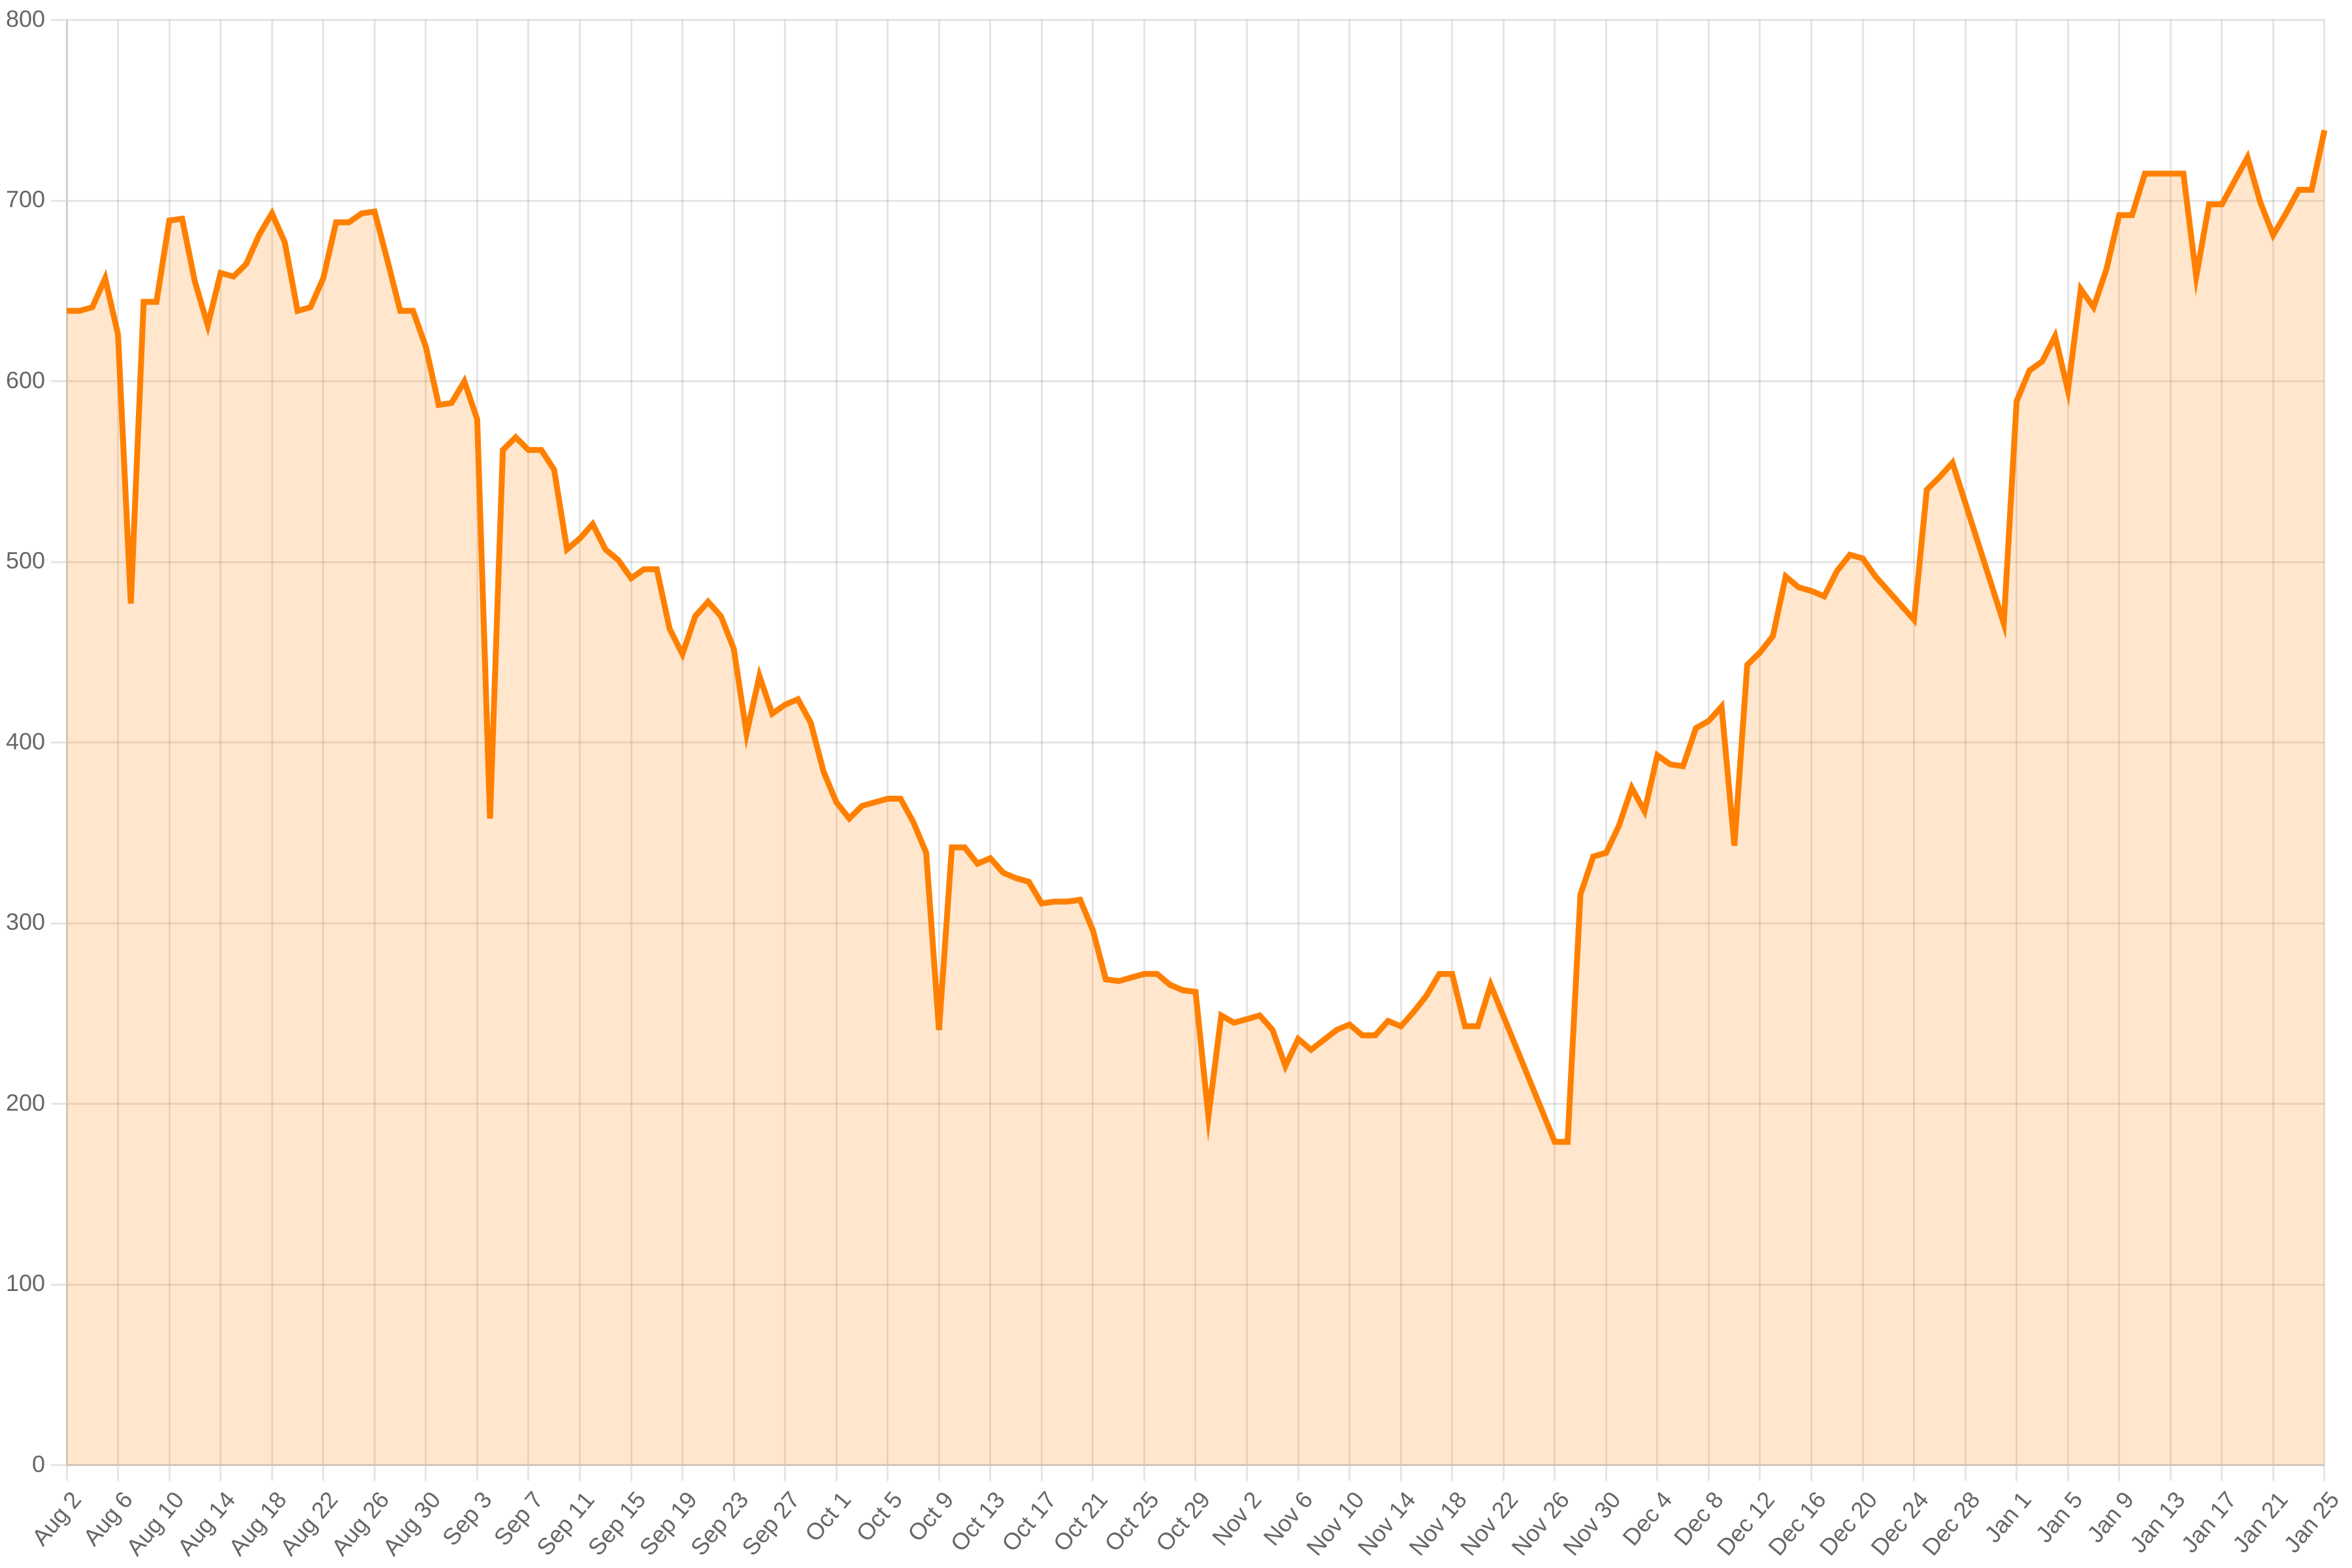 800
700
600
500
400
300
200
100
0
Aug 2
Aug 6
Aug 10
Aug 14
Aug 18
Aug 22
Aug 26
Aug 30
Sep 3
Sep 7
Sep 11
Sep 15
Sep 19
Sep 23
Sep 27
Oct 1
Oct 5
Oct 9
Oct 13
Oct 17
Oct 21
Oct 25
Oct 29
Nov 2
Nov 6
Nov 10
Nov 14
Nov 18
Nov 22
Nov 26
Nov 30
Dec 4
Dec 8
Dec 12
Dec 16
Dec 20
Dec 24
Dec 28
Jan 1
Jan 5
Jan 9
Jan 13
Jan 17
Jan 21
Jan 25